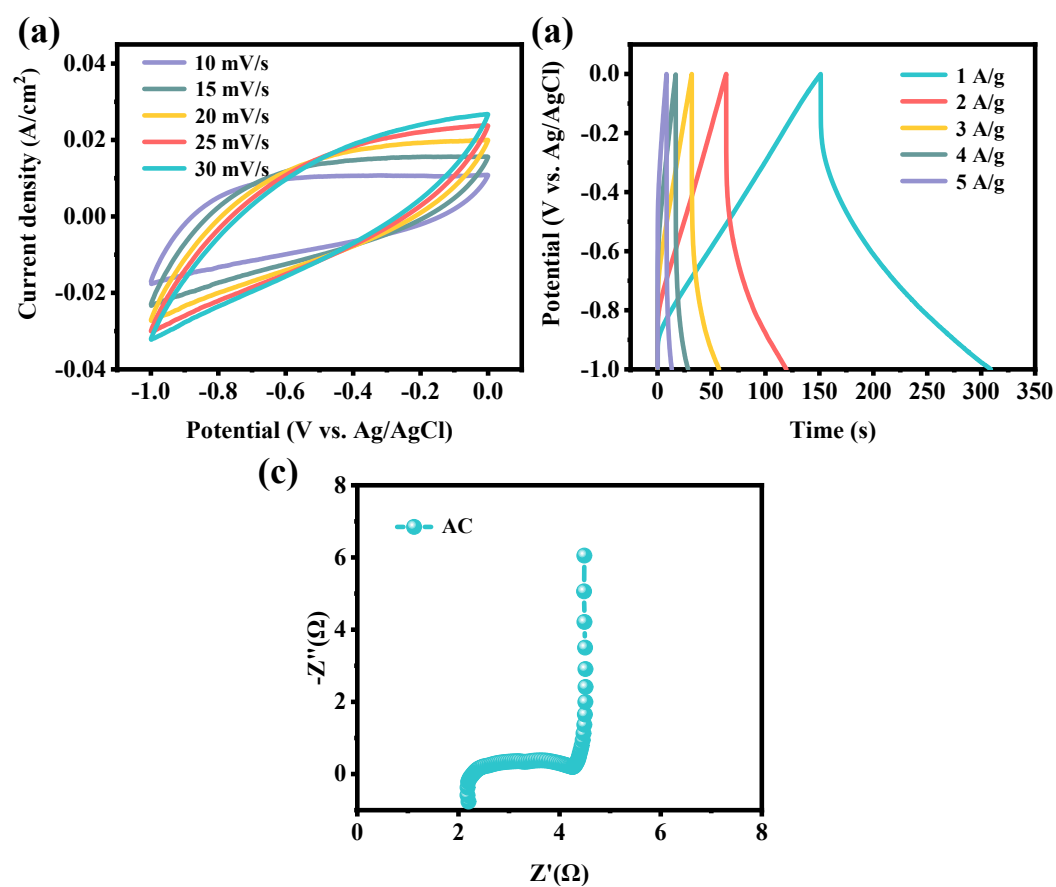 (a)
10 mV/s
15 mV/s
20 mV/s
25 mV/s
30 mV/s
0.04
0.02
0.00
-0.02
-0.04
Current density (A/cm²)
-1.0 -0.8 -0.6 -0.4 -0.2 0.0
Potential (V vs. Ag/AgCl)
(a)
1 A/g
2 A/g
3 A/g
4 A/g
5 A/g
0.0
-0.2
-0.4
-0.6
-0.8
-1.0
Potential (V vs. Ag/AgCl)
0 50 100 150 200 250 300 350
Time (s)
(c)
AC
8
6
4
2
0
-Z''(Ω)
0 2 4 6 8
Z'(Ω)